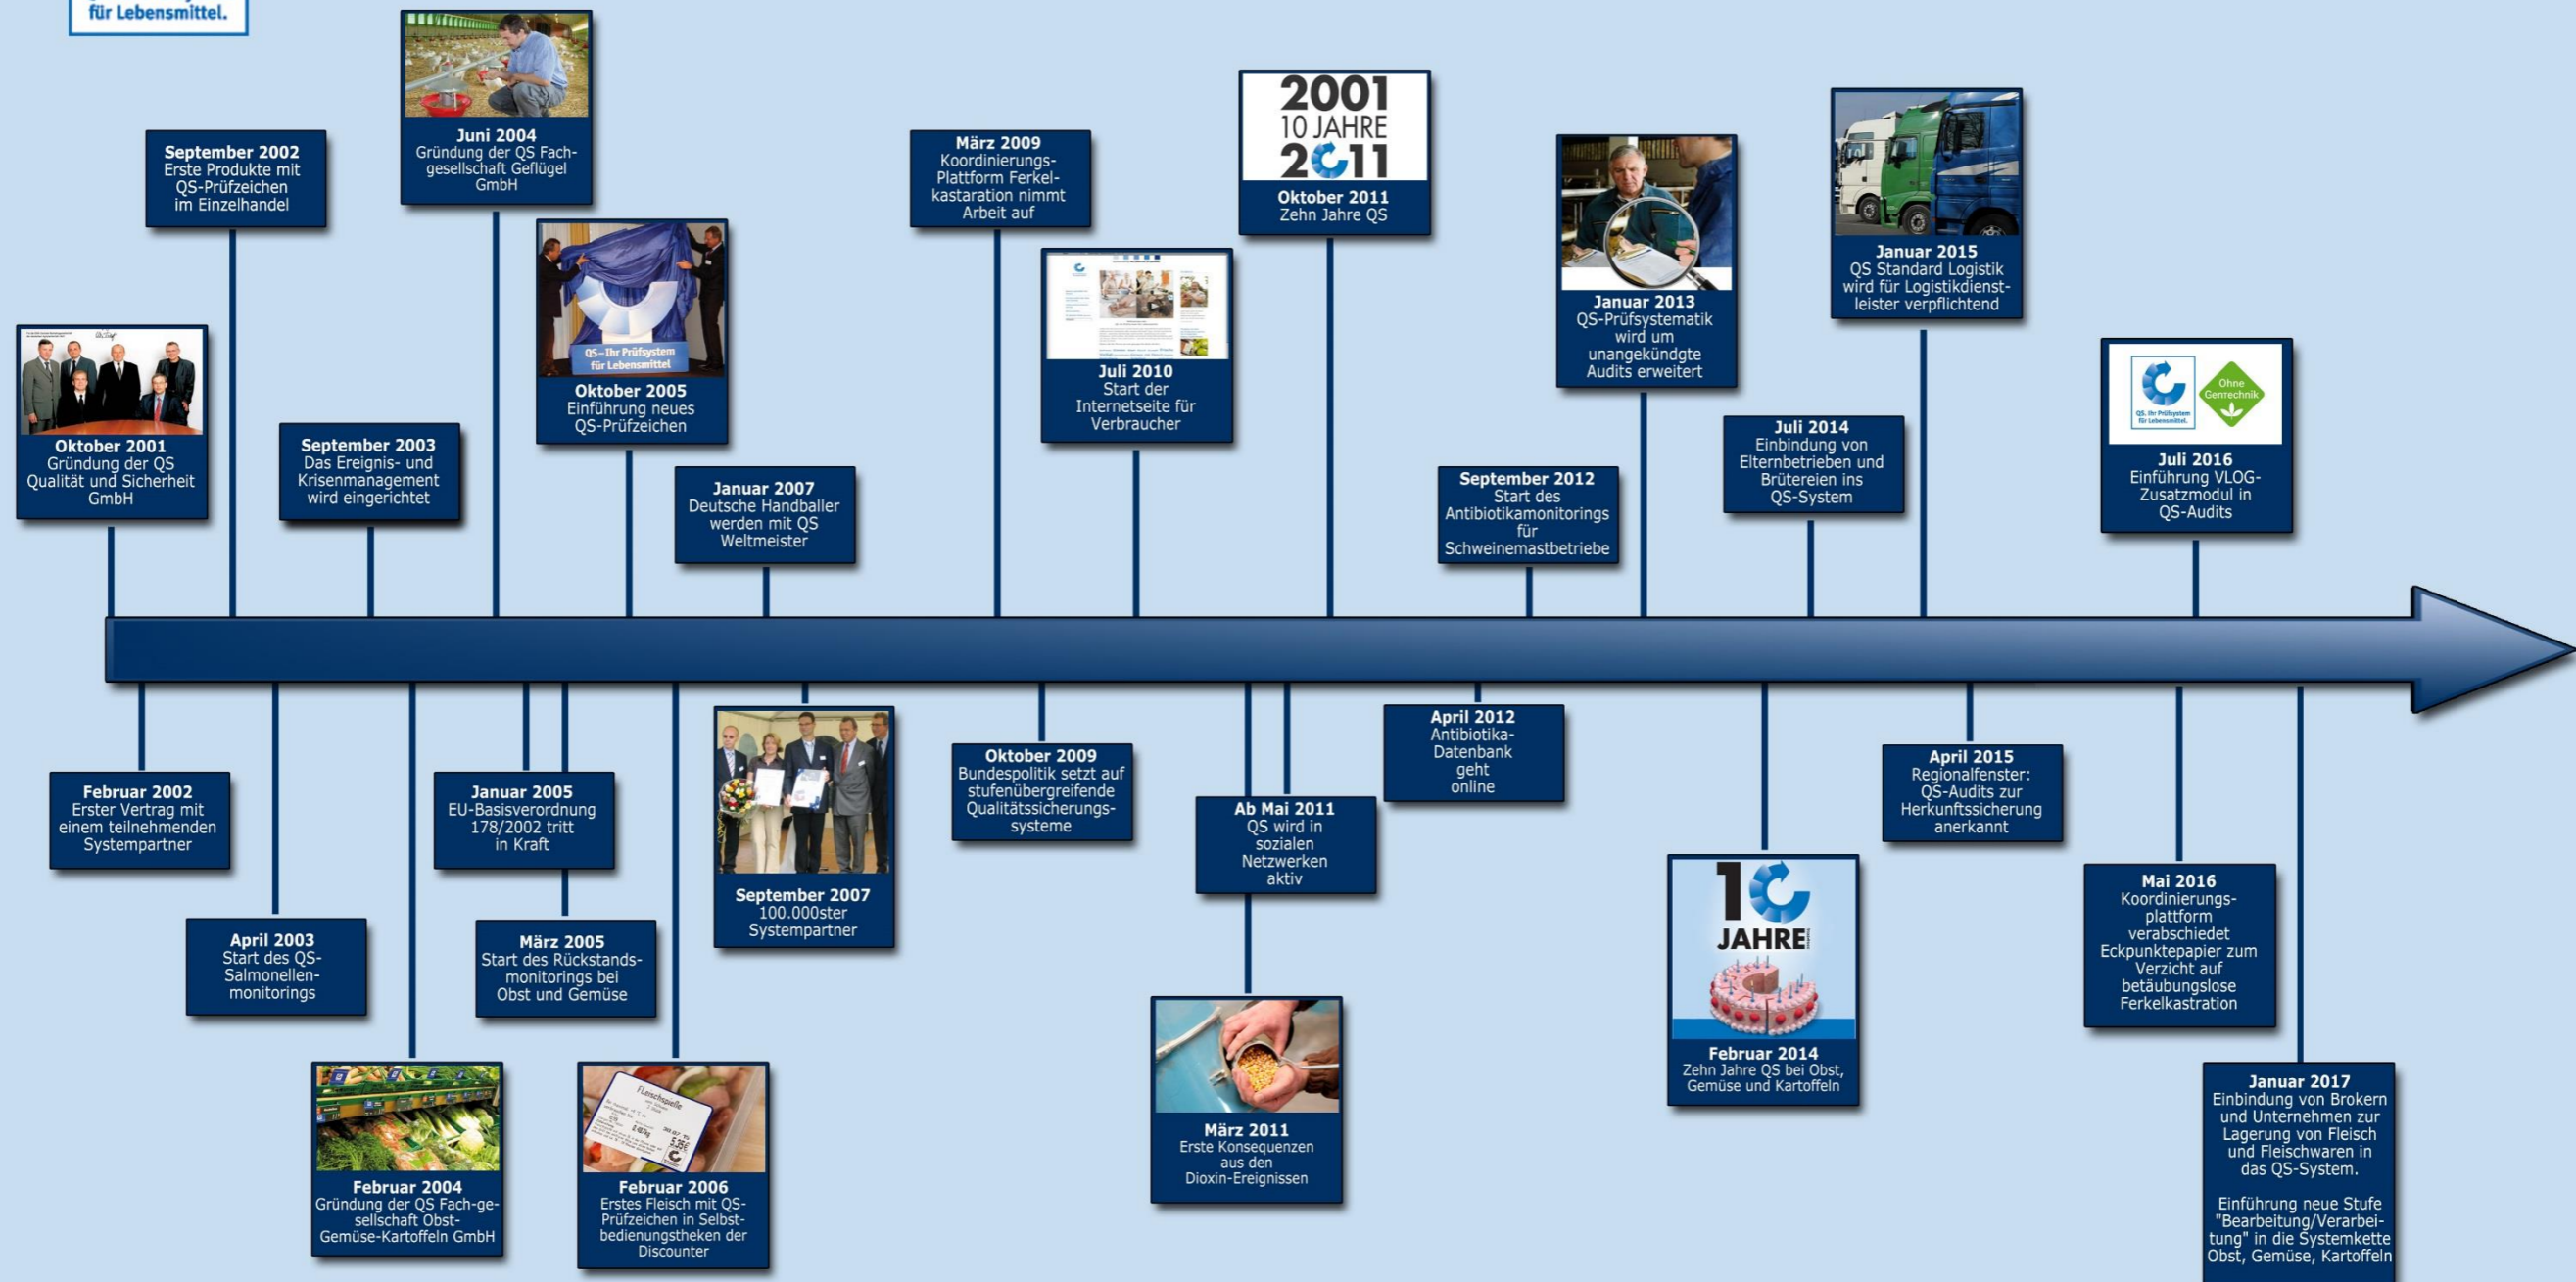 für Lebensmittel.
September 2002
Erste Produkte mit
QS-Prüfzeichen
im Einzelhandel
Juni 2004
Gründung der QS Fach-
gesellschaft Geflügel
GmbH
März 2009
Koordinierungs-
Plattform Ferkel-
kastaration nimmt
Arbeit auf
2001
10 JAHRE
2011
Oktober 2011
Zehn Jahre QS
Januar 2013
QS-Prüfsystematik
wird um
unangekündgte
Audits erweitert
Januar 2015
QS Standard Logistik
wird für Logistikdienst-
leister verpflichtend
Oktober 2001
Gründung der QS
Qualität und Sicherheit
GmbH
September 2003
Das Ereignis- und
Krisenmanagement
wird eingerichtet
QS–Ihr Prüfsystem
für Lebensmittel
Oktober 2005
Einführung neues
QS-Prüfzeichen
Januar 2007
Deutsche Handballer
werden mit QS
Weltmeister
Juli 2010
Start der
Internetseite für
Verbraucher
September 2012
Start des
Antibiotikamonitorings
für
Schweinemastbetriebe
Juli 2014
Einbindung von
Elternbetrieben und
Brütereien ins
QS-System
QS. Ihr Prüfsystem
für Lebensmittel.
Ohne
Gentechnik
Juli 2016
Einführung VLOG-
Zusatzmodul in
QS-Audits
Februar 2002
Erster Vertrag mit
einem teilnehmenden
Systempartner
April 2003
Start des QS-
Salmonellen-
monitorings
Februar 2004
Gründung der QS Fach-ge-
sellschaft Obst-
Gemüse-Kartoffeln GmbH
Januar 2005
EU-Basisverordnung
178/2002 tritt
in Kraft
März 2005
Start des Rückstands-
monitorings bei
Obst und Gemüse
Fleischspieße
Februar 2006
Erstes Fleisch mit QS-
Prüfzeichen in Selbst-
bedienungstheken der
Discounter
September 2007
100.000ster
Systempartner
Oktober 2009
Bundespolitik setzt auf
stufenübergreifende
Qualitätssicherungs-
systeme
März 2011
Erste Konsequenzen
aus den
Dioxin-Ereignissen
Ab Mai 2011
QS wird in
sozialen
Netzwerken
aktiv
April 2012
Antibiotika-
Datenbank
geht
online
10
JAHRE
Februar 2014
Zehn Jahre QS bei Obst,
Gemüse und Kartoffeln
April 2015
Regionalfenster:
QS-Audits zur
Herkunftssicherung
anerkannt
Mai 2016
Koordinierungs-
plattform
verabschiedet
Eckpunktepapier zum
Verzicht auf
betäubungslose
Ferkelkastration
Januar 2017
Einbindung von Brokern
und Unternehmen zur
Lagerung von Fleisch
und Fleischwaren in
das QS-System.
Einführung neue Stufe
"Bearbeitung/Verarbei-
tung" in die Systemkette
Obst, Gemüse, Kartoffeln